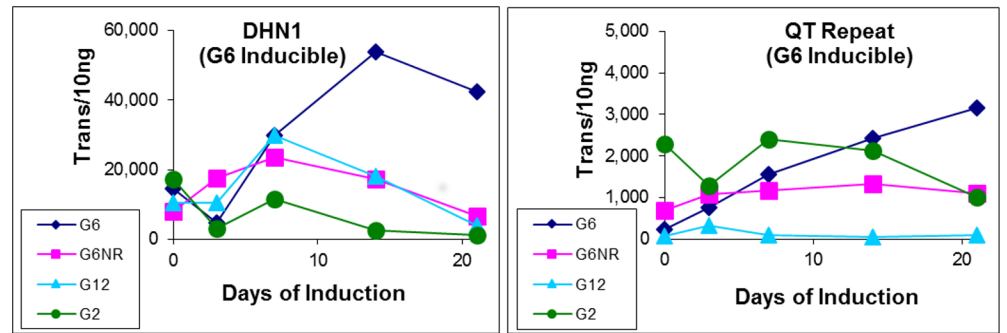 DHN1
(G6 Inducible)
Trans/10ng
60,000
40,000
20,000
0
0
10
20
Days of Induction
G6
G6NR
G12
G2
QT Repeat
(G6 Inducible)
Trans/10ng
5,000
4,000
3,000
2,000
1,000
0
0
10
20
Days of Induction
G6
G6NR
G12
G2